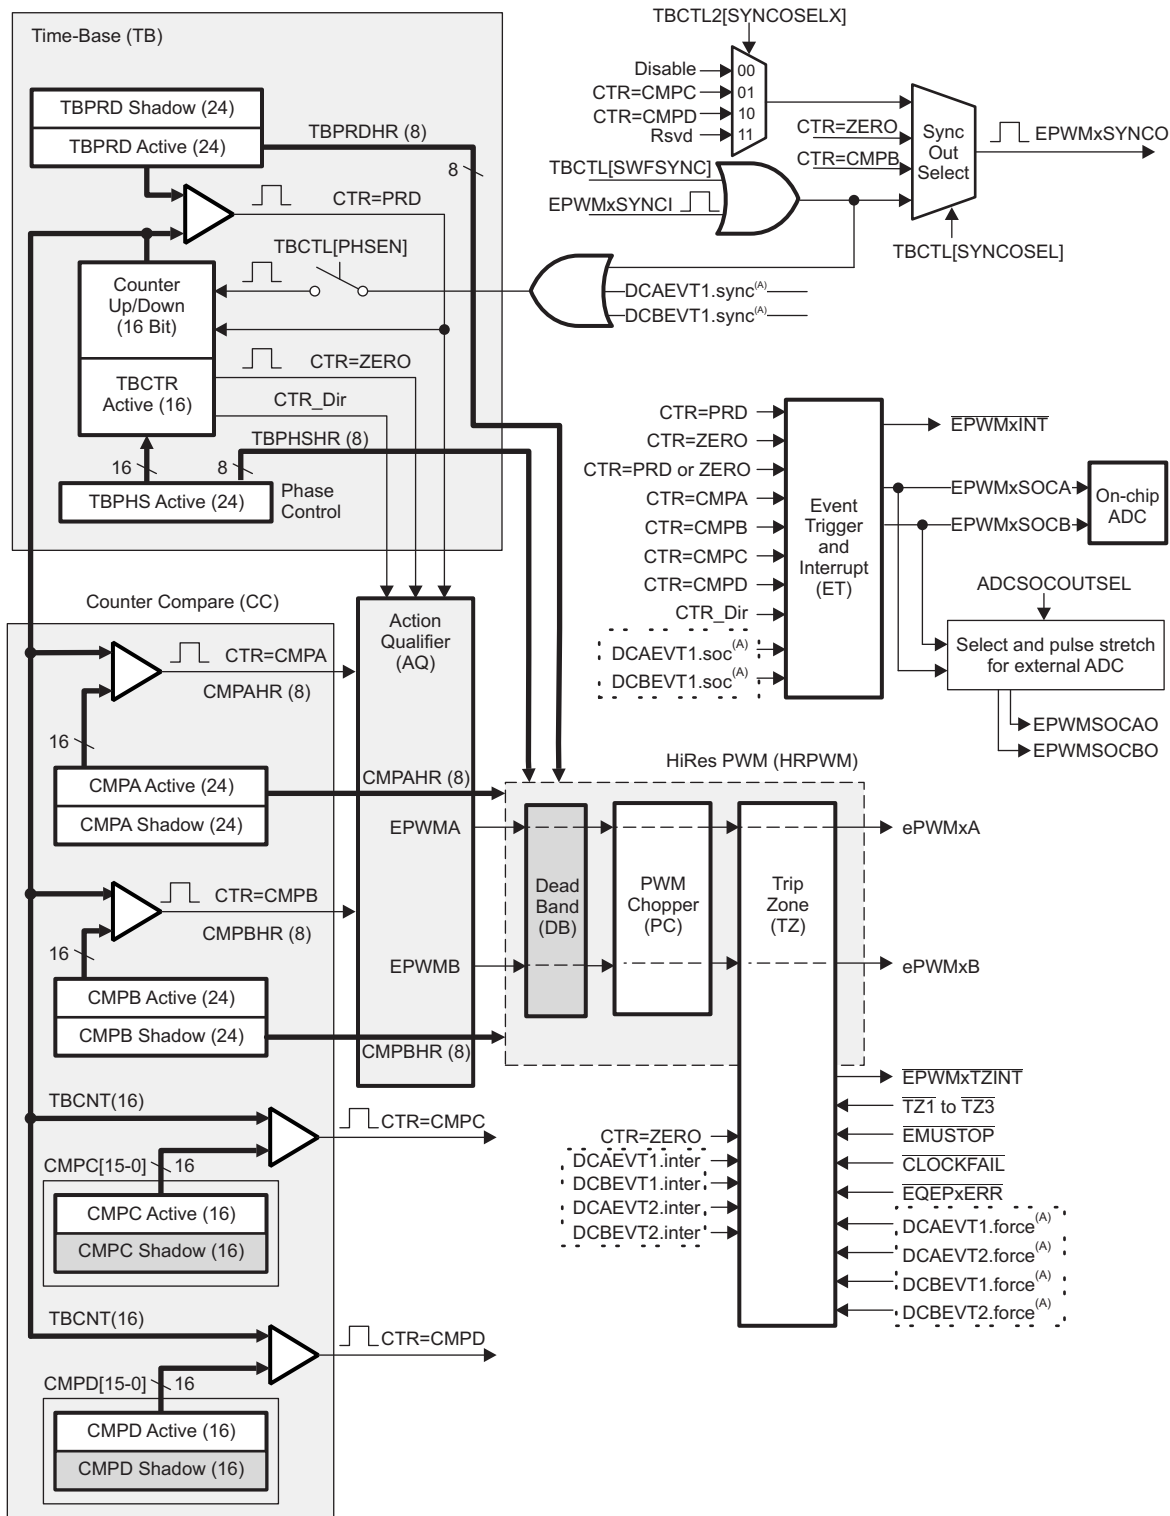 Time-Base (TB)
TBPRD Shadow (24)
TBPRD Active (24)
TBPRDHR (8)
8
CTR=PRD
TBCTL[PHSEN]
Counter
Up/Down
(16 Bit)
CTR=ZERO
TBCTR
Active (16)
CTR_Dir
TBPHSHR (8)
16
8
TBPHS Active (24)
Phase
Control
TBCTL2[SYNCOSELX]
Disable
00
CTR=CMPC
01
CTR=CMPD
10
Rsvd
11
CTR=ZERO
CTR=CMPB
Sync
Out
Select
EPWMxSYNCO
TBCTL[SWFSYNC]
EPWMxSYNCI
TBCTL[SYNCOSEL]
DCAEVT1.sync(A)
DCBEVT1.sync(A)
CTR=PRD
CTR=ZERO
CTR=PRD or ZERO
CTR=CMPA
CTR=CMPB
CTR=CMPC
CTR=CMPD
CTR_Dir
DCAEVT1.soc(A)
DCBEVT1.soc(A)
Event
Trigger
and
Interrupt
(ET)
EPWMxINT
EPWMxSOCA
EPWMxSOCB
On-chip
ADC
ADCSOCOUTSEL
Select and pulse stretch
for external ADC
EPWMSOCAO
EPWMSOCBO
Counter Compare (CC)
CTR=CMPA
CMPAHR (8)
16
CMPA Active (24)
CMPA Shadow (24)
Action
Qualifier
(AQ)
CMPAHR (8)
EPWMA
CTR=CMPB
CMPBHR (8)
16
EPWMB
CMPB Active (24)
CMPB Shadow (24)
CMPBHR (8)
HiRes PWM (HRPWM)
Dead
Band
(DB)
PWM
Chopper
(PC)
Trip
Zone
(TZ)
ePWMxA
ePWMxB
EPWMxTZINT
TZ1 to TZ3
EMUSTOP
CLOCKFAIL
EQEPxERR
DCAEVT1.force(A)
DCAEVT2.force(A)
DCBEVT1.force(A)
DCBEVT2.force(A)
CTR=ZERO
DCAEVT1.inter
DCBEVT1.inter
DCAEVT2.inter
DCBEVT2.inter
TBCNT(16)
CTR=CMPC
CMPC[15-0]
16
CMPC Active (16)
CMPC Shadow (16)
TBCNT(16)
CTR=CMPD
CMPD[15-0]
16
CMPD Active (16)
CMPD Shadow (16)